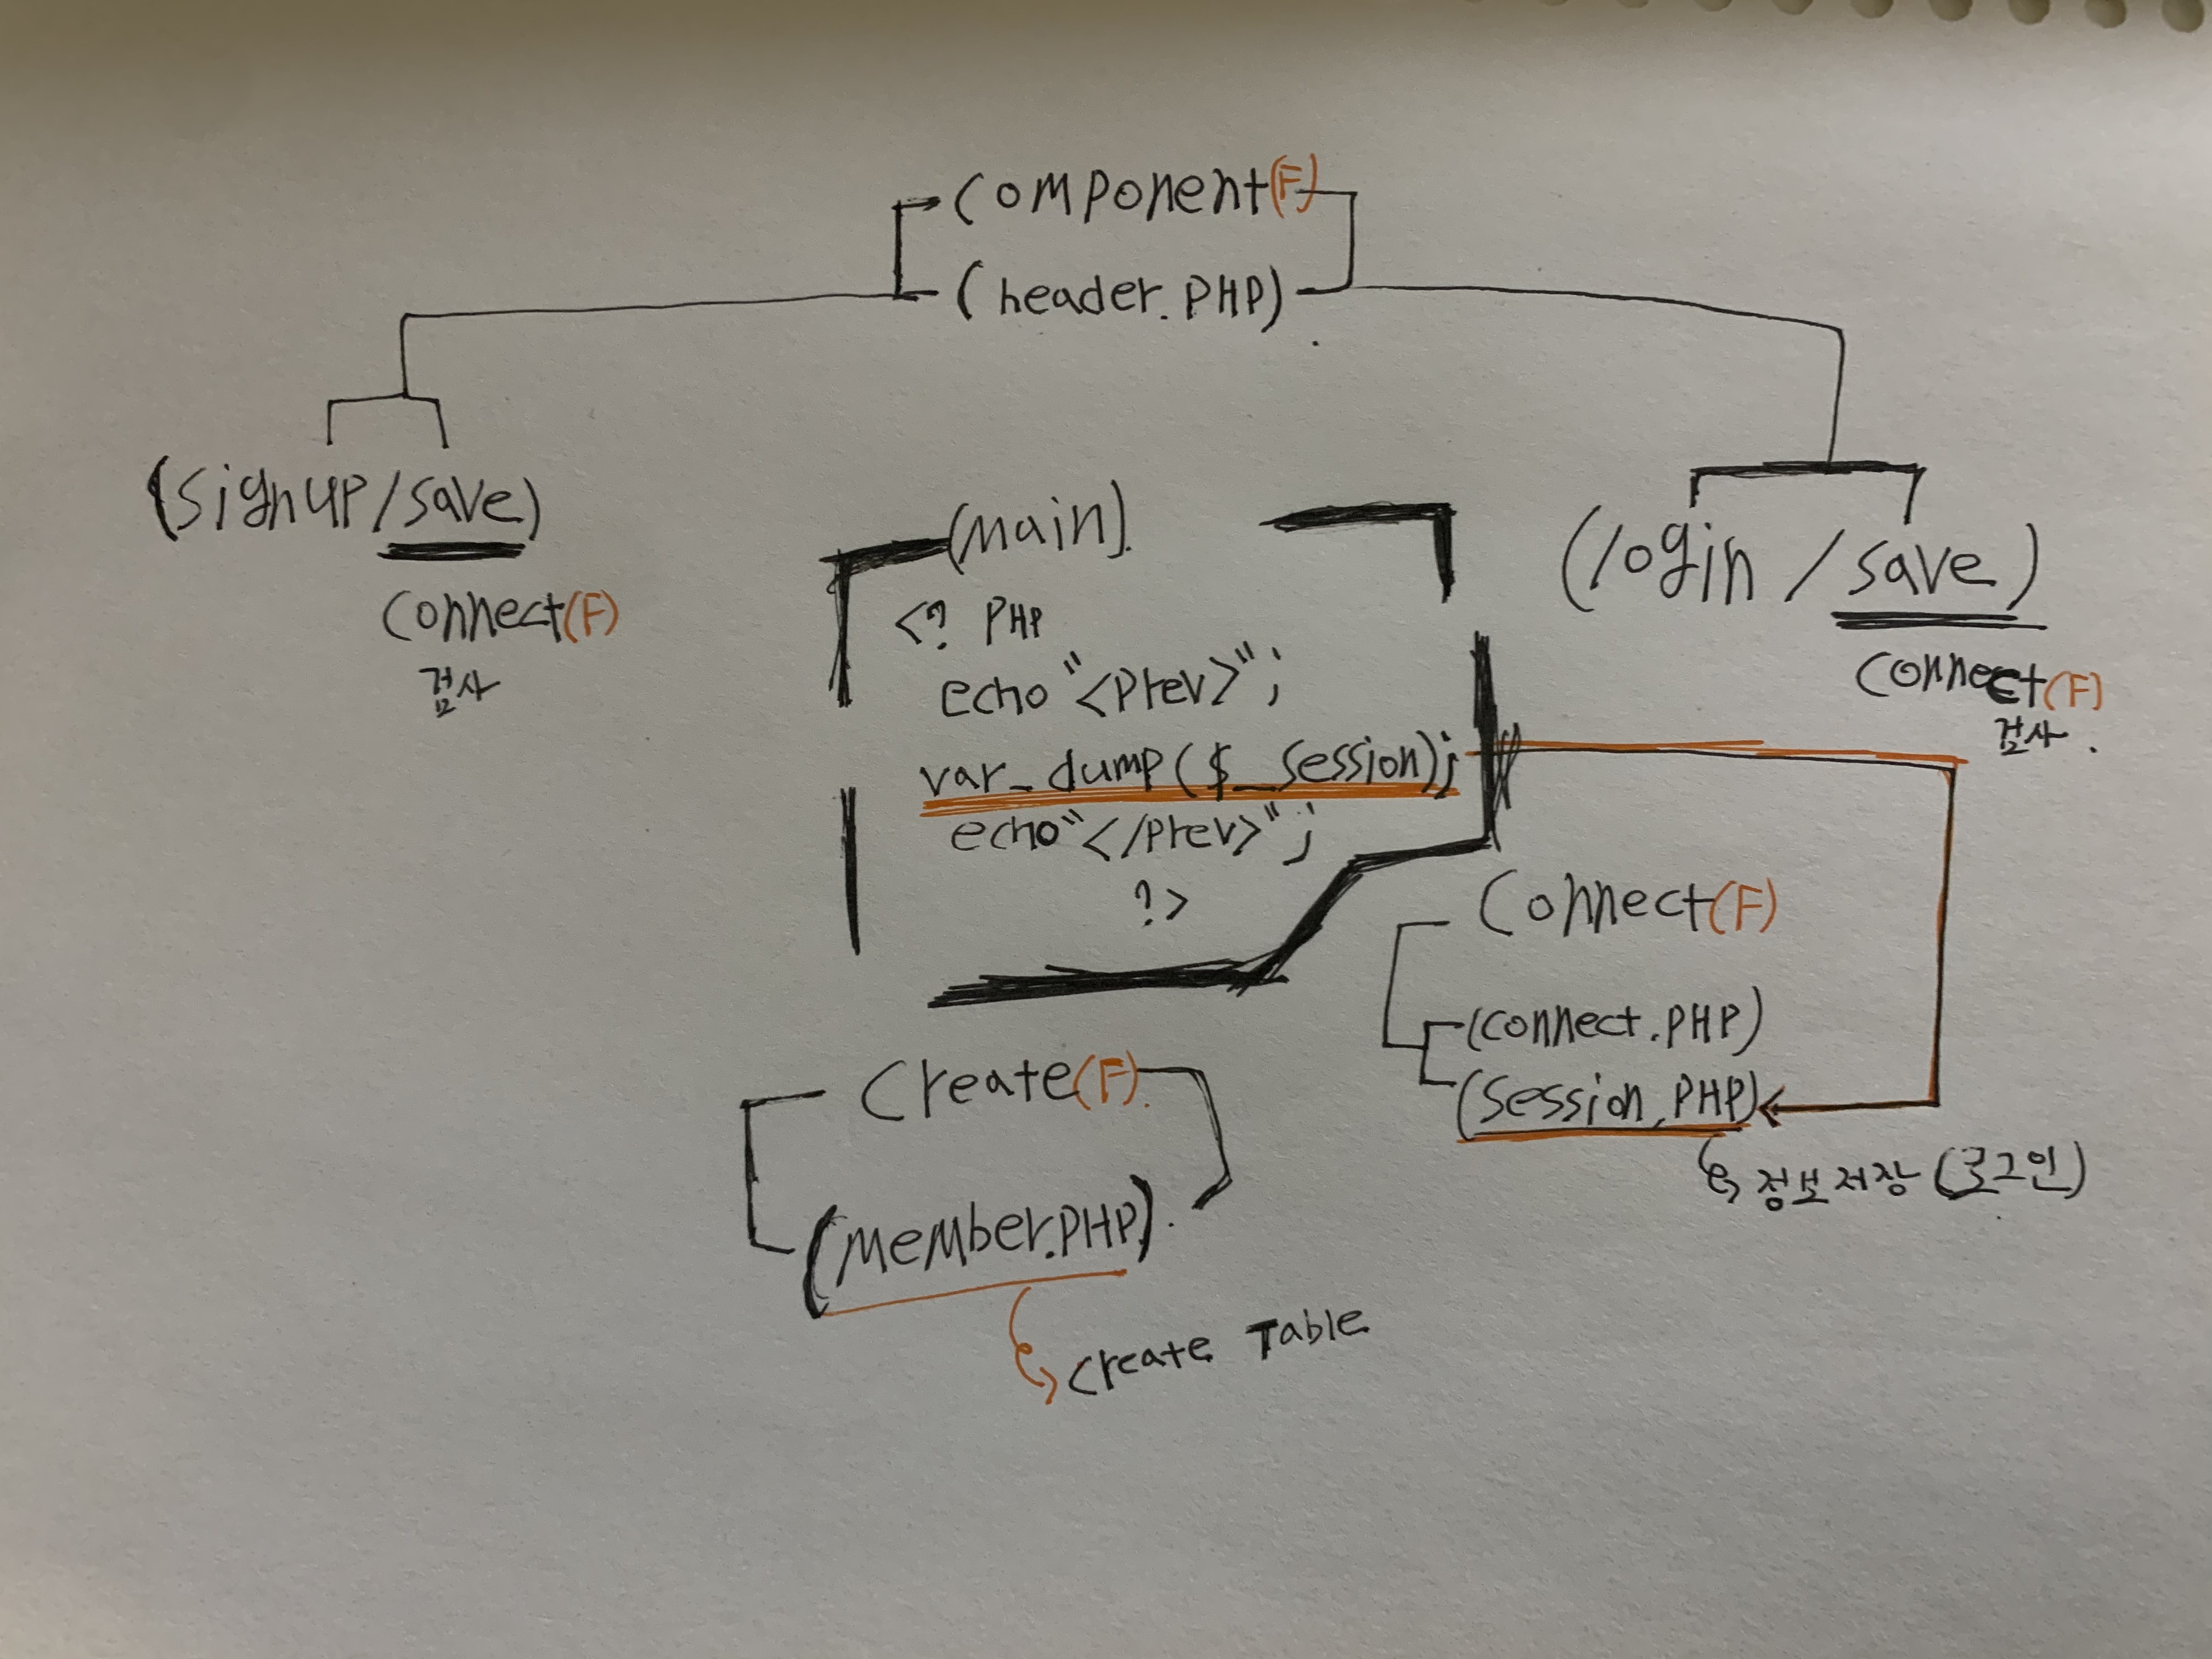 Component(F)
(header.PHP)
(signup/save)
Connect(F)
검사
(main)
<? PHP
echo "<Prev>";
var_dump($_session);
echo "</Prev>";
?>
(login/save)
Connect(F)
검사.
Connect(F)
(connect.PHP)
(session.PHP)
정보저장 (로그인)
Create(F).
(member.PHP).
create Table